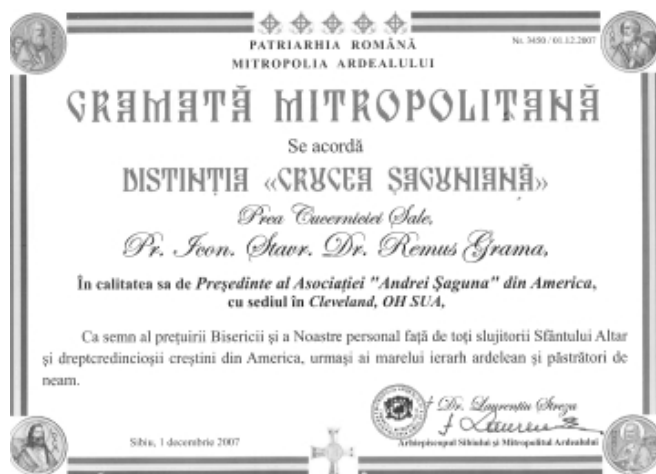 PATRIARHIA ROMÂNĂ
Nr. 3450 / 01.12.2007
MITROPOLIA ARDEALULUI
GRAMATĂ MITROPOLITANĂ
Se acordă
DISTINȚIA «CRUCEA ȘAGUNIANĂ»
Prea Cucerniciei Sale,
Pr. Icon. Stavr. Dr. Remus Grama,
În calitatea sa de Președinte al Asociației "Andrei Șaguna" din America,
cu sediul în Cleveland, OH SUA,
Ca semn al prețuirii Bisericii și a Noastre personal față de toți slujitorii Sfântului Altar
și dreptcredincioșii creștini din America, urmași ai marelui ierarh ardelean și păstrători de
neam.
† Dr. Laurențiu Streza
Sibiu, 1 decembrie 2007
Arhiepiscopul Sibiului și Mitropolitul Ardealului